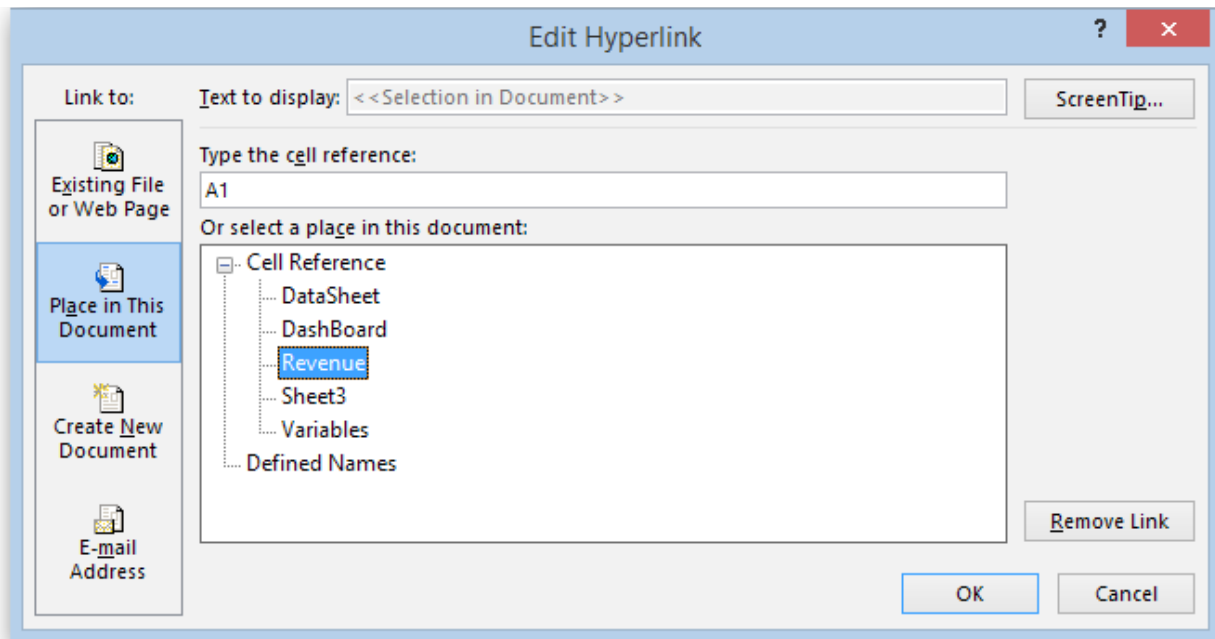 Edit Hyperlink
?
Link to:
Text to display: <<Selection in Document>>
ScreenTip...
Existing File
or Web Page
Place in This
Document
Create New
Document
E-mail
Address
Type the cell reference:
A1
Or select a place in this document:
Cell Reference
DataSheet
DashBoard
Revenue
Sheet3
Variables
Defined Names
Remove Link
OK
Cancel